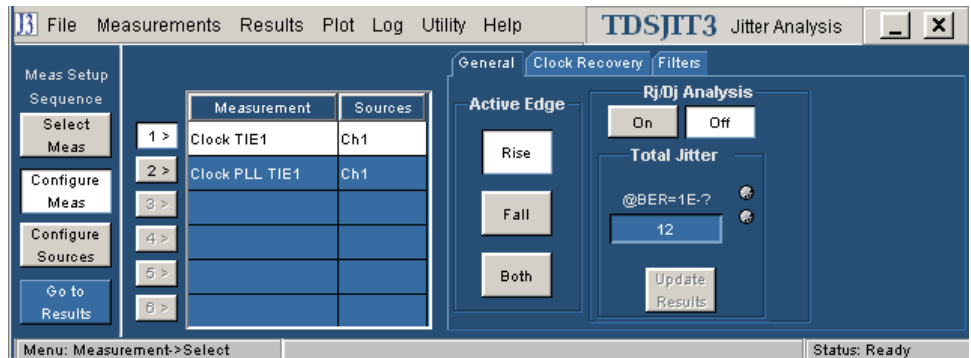 J3 File Measurements Results Plot Log Utility Help TDSJIT3 Jitter Analysis
Meas Setup
Sequence
Select
Meas
Configure
Meas
Configure
Sources
Go to
Results
Measurement Sources
1 > Clock TIE1 Ch1
2 > Clock PLL TIE1 Ch1
3 >
4 >
5 >
6 >
General Clock Recovery Filters
Active Edge
Rise
Fall
Both
Rj/Dj Analysis
On Off
Total Jitter
@BER=1E-?
12
Update
Results
Menu: Measurement->Select Status: Ready